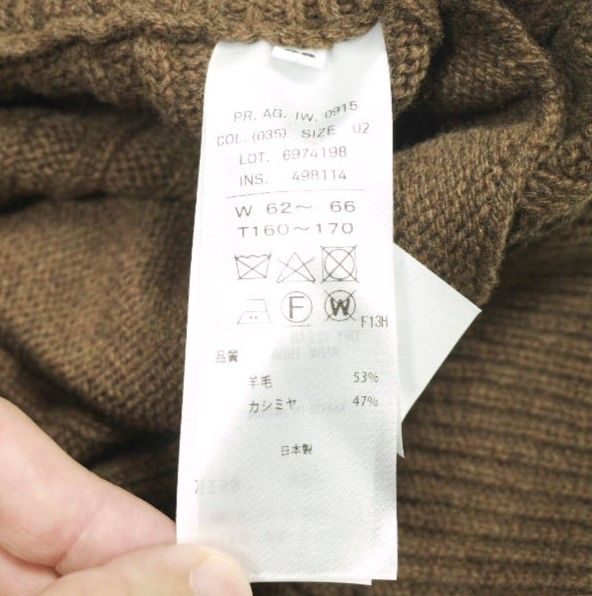 PR. AG. IW. 0915
COL. (035) SIZE 02
LOT. 6974198
INS. 498114
W 62～ 66
T160～170
F W
F13H
品質
羊毛 53%
カシミヤ 47%
日本製